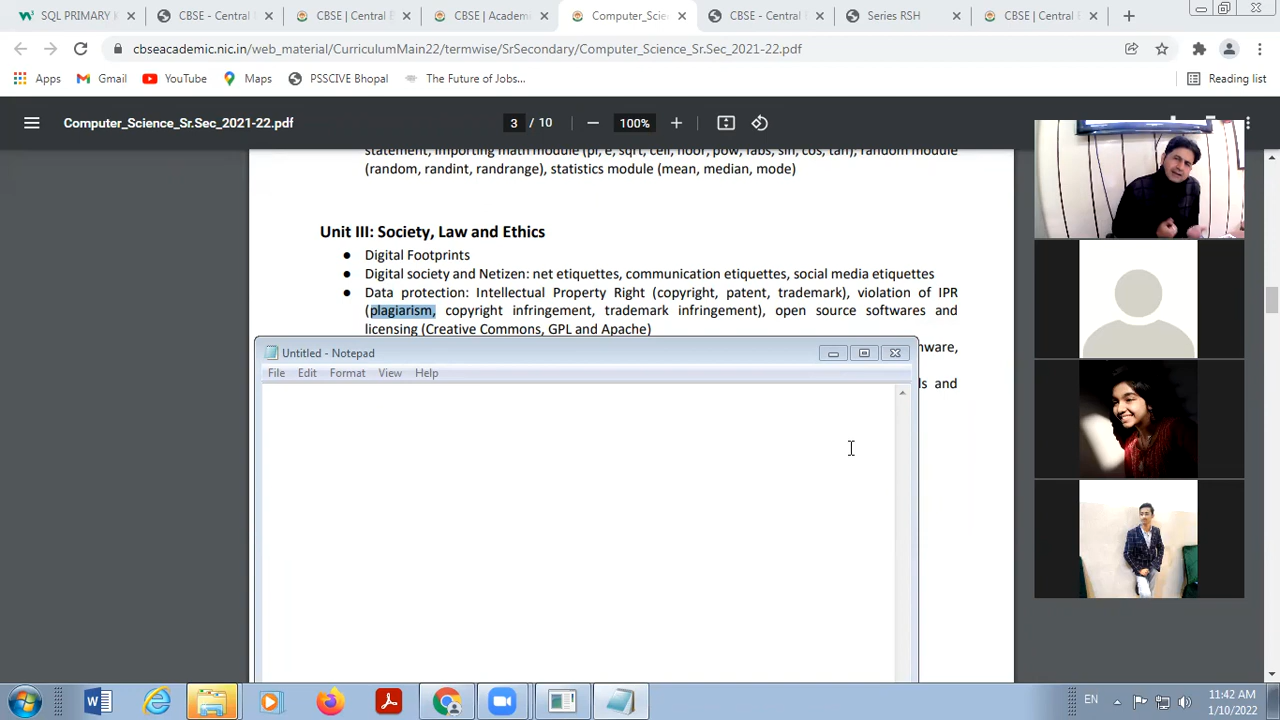 SQL PRIMARY K
CBSE - Central B
CBSE | Central E
CBSE | Academ
Computer_Scie
CBSE - Central E
Series RSH
CBSE | Central E
cbseacademic.nic.in/web_material/CurriculumMain22/termwise/SrSecondary/Computer_Science_Sr.Sec_2021-22.pdf
Apps
Gmail
YouTube
Maps
PSSCIVE Bhopal
The Future of Jobs...
Reading list
Computer_Science_Sr.Sec_2021-22.pdf
3 / 10
100%
statement, importing math module (pi, e, sqrt, ceil, floor, pow, fabs, sin, cos, tan), random module
(random, randint, randrange), statistics module (mean, median, mode)
Unit III: Society, Law and Ethics
● Digital Footprints
● Digital society and Netizen: net etiquettes, communication etiquettes, social media etiquettes
● Data protection: Intellectual Property Right (copyright, patent, trademark), violation of IPR
(plagiarism, copyright infringement, trademark infringement), open source softwares and
licensing (Creative Commons, GPL and Apache)
ware,
ls and
Untitled - Notepad
File Edit Format View Help
EN
11:42 AM
1/10/2022